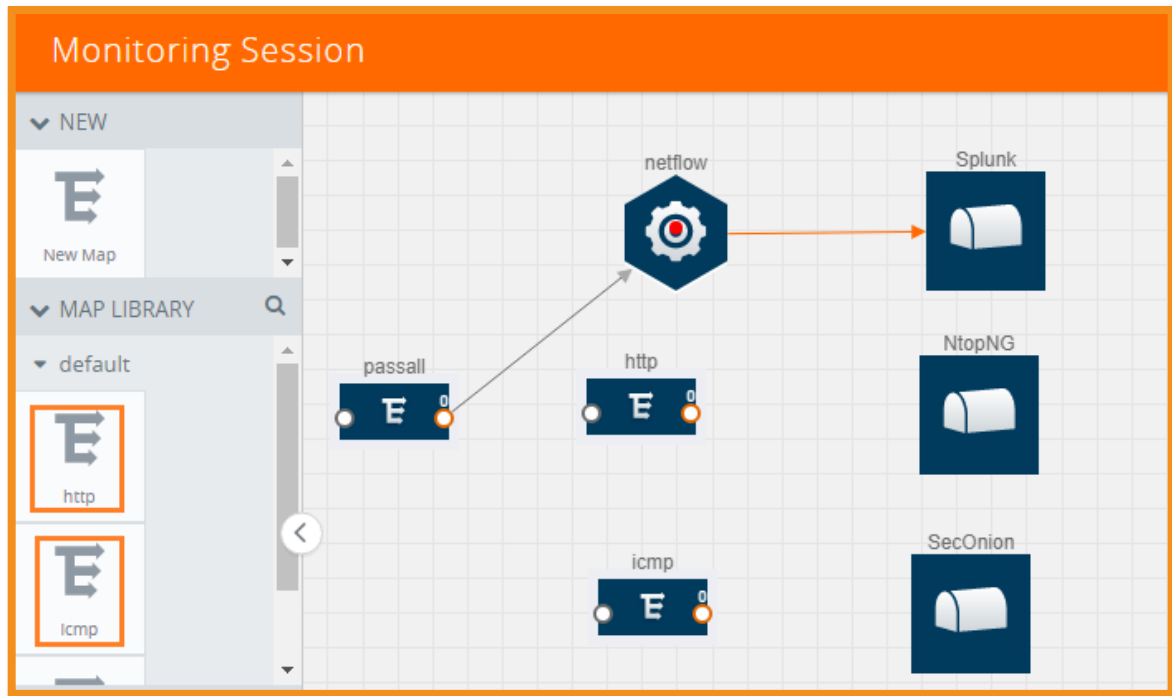 Monitoring Session
NEW
New Map
MAP LIBRARY
default
http
Icmp
netflow
Splunk
passall
0
http
0
NtopNG
icmp
0
SecOnion